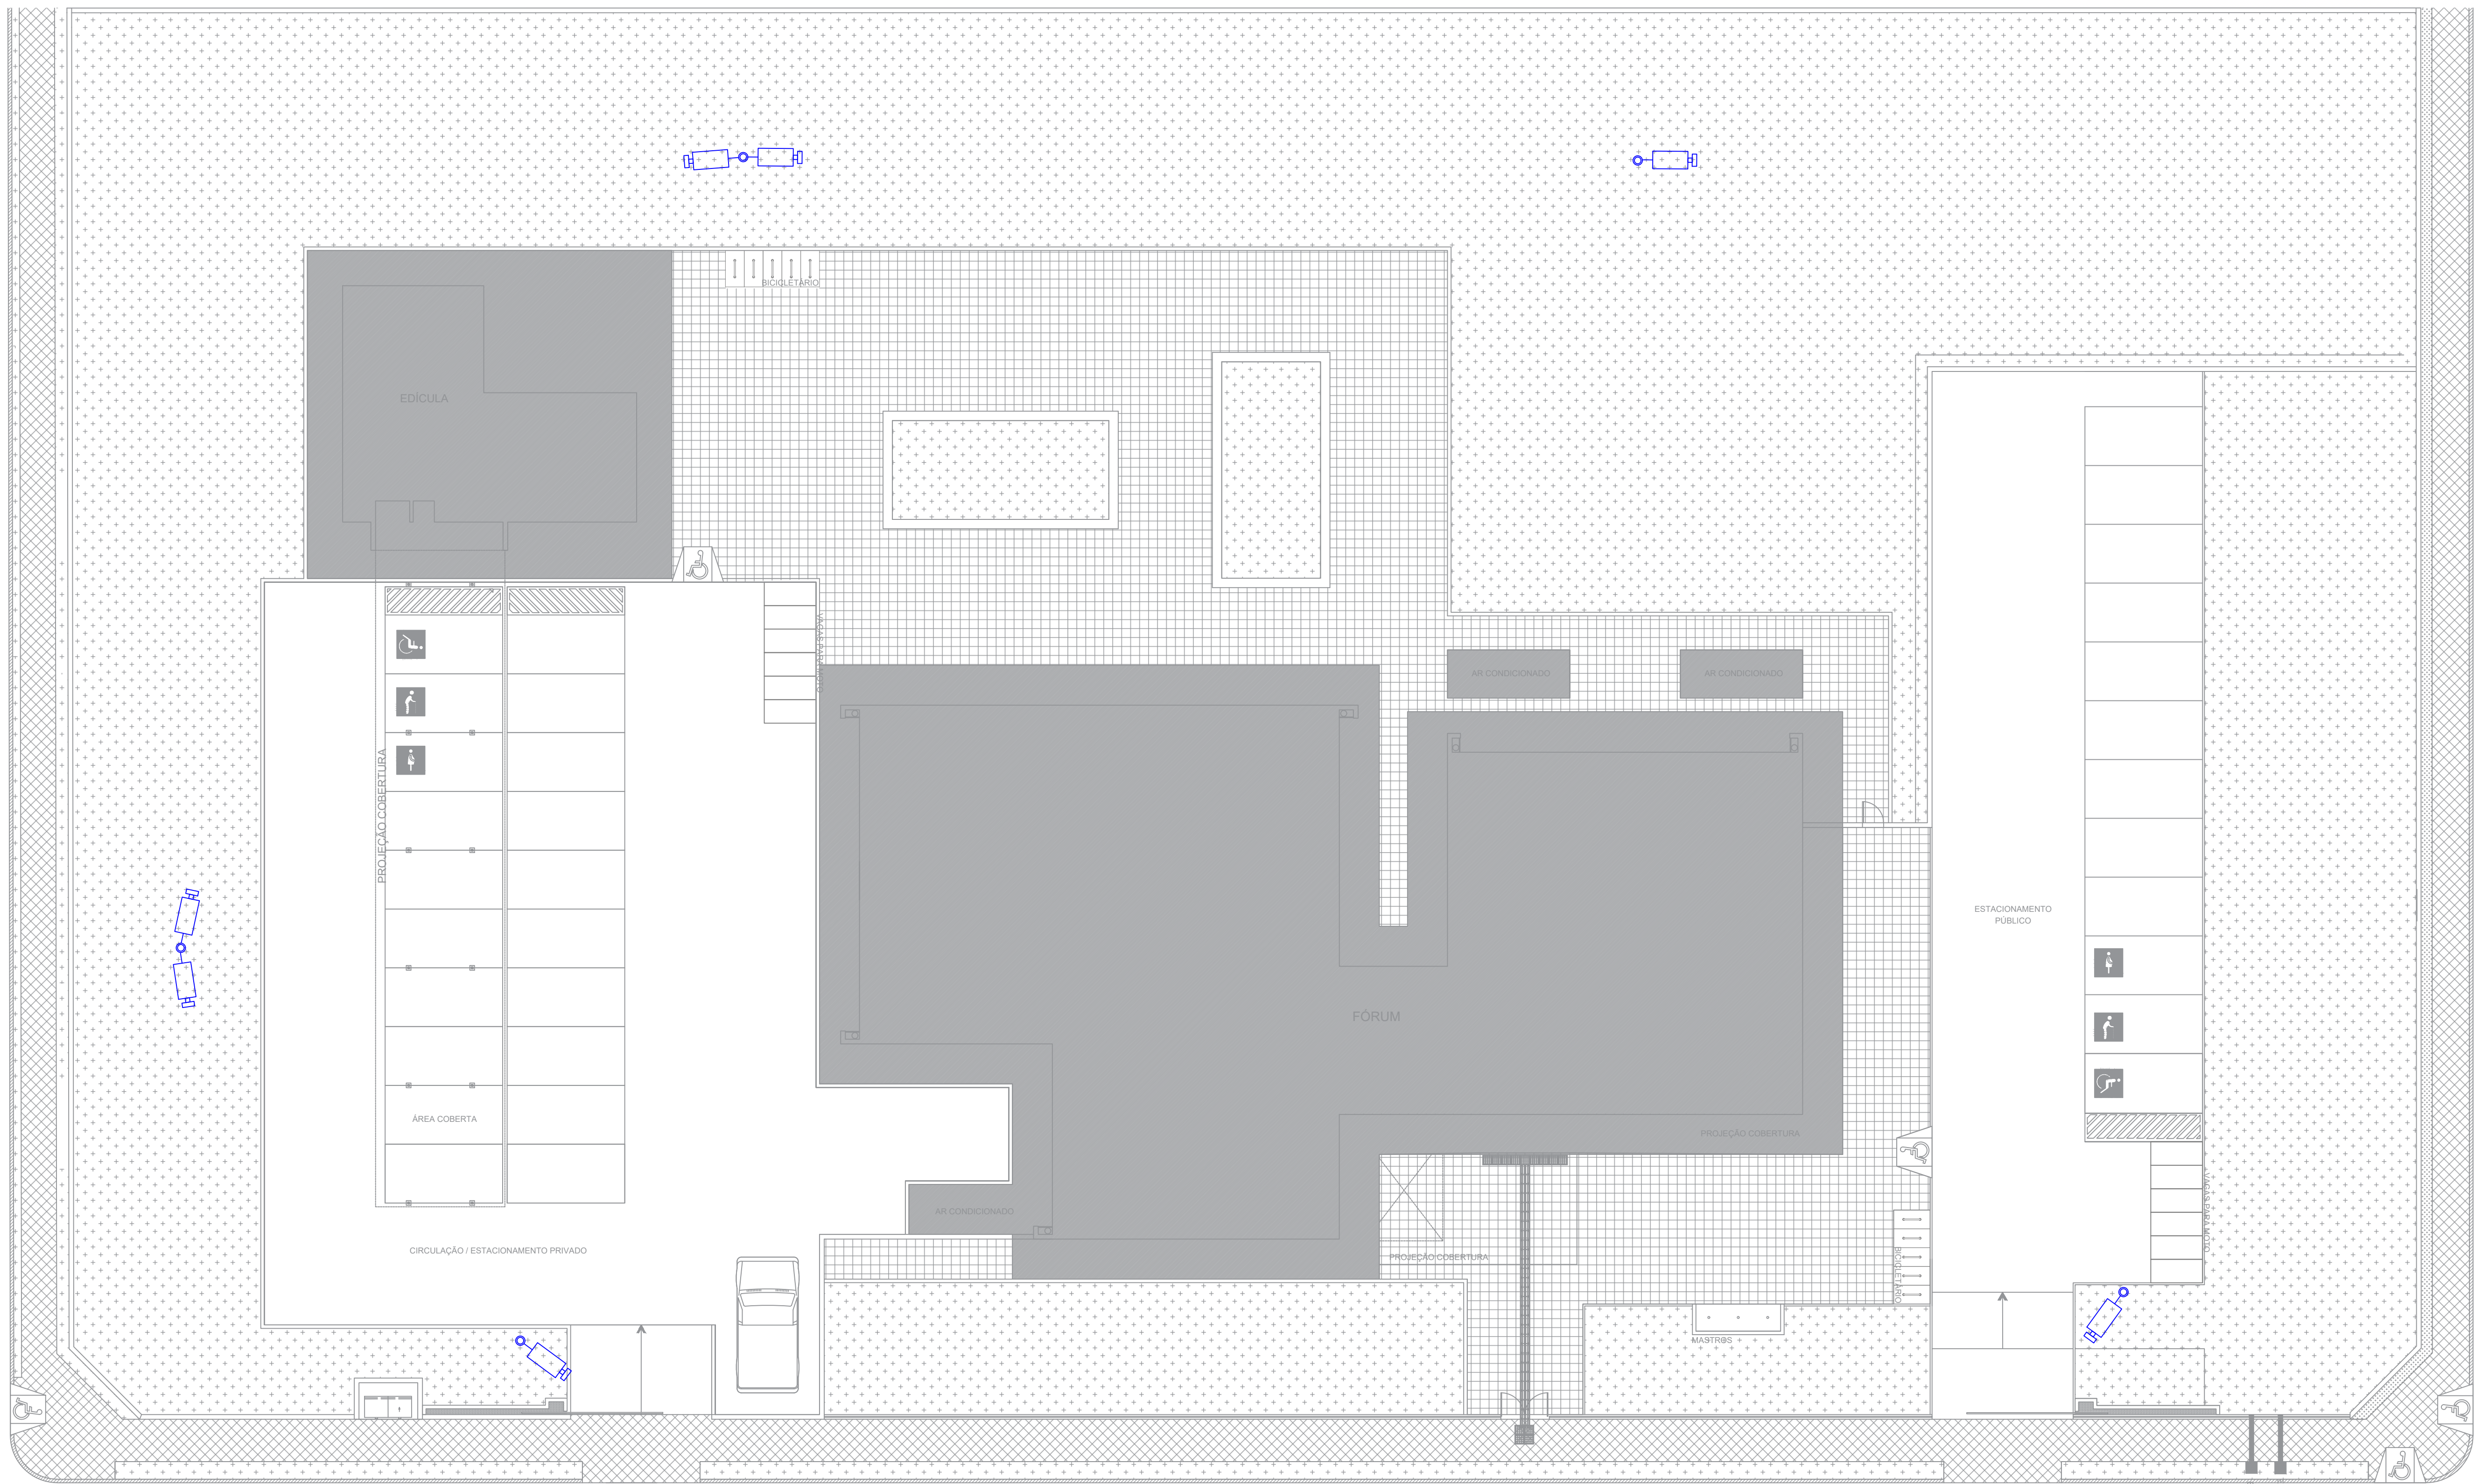 BICICLETÁRIO
EDÍCULA
VAGAS PARA MOTO
AR CONDICIONADO
AR CONDICIONADO
PROJEÇÃO COBERTURA
ESTACIONAMENTO
PÚBLICO
FÓRUM
ÁREA COBERTA
PROJEÇÃO COBERTURA
AR CONDICIONADO
VAGAS PARA MOTO
CIRCULAÇÃO / ESTACIONAMENTO PRIVADO
PROJEÇÃO COBERTURA
BICICLETÁRIO
MASTROS